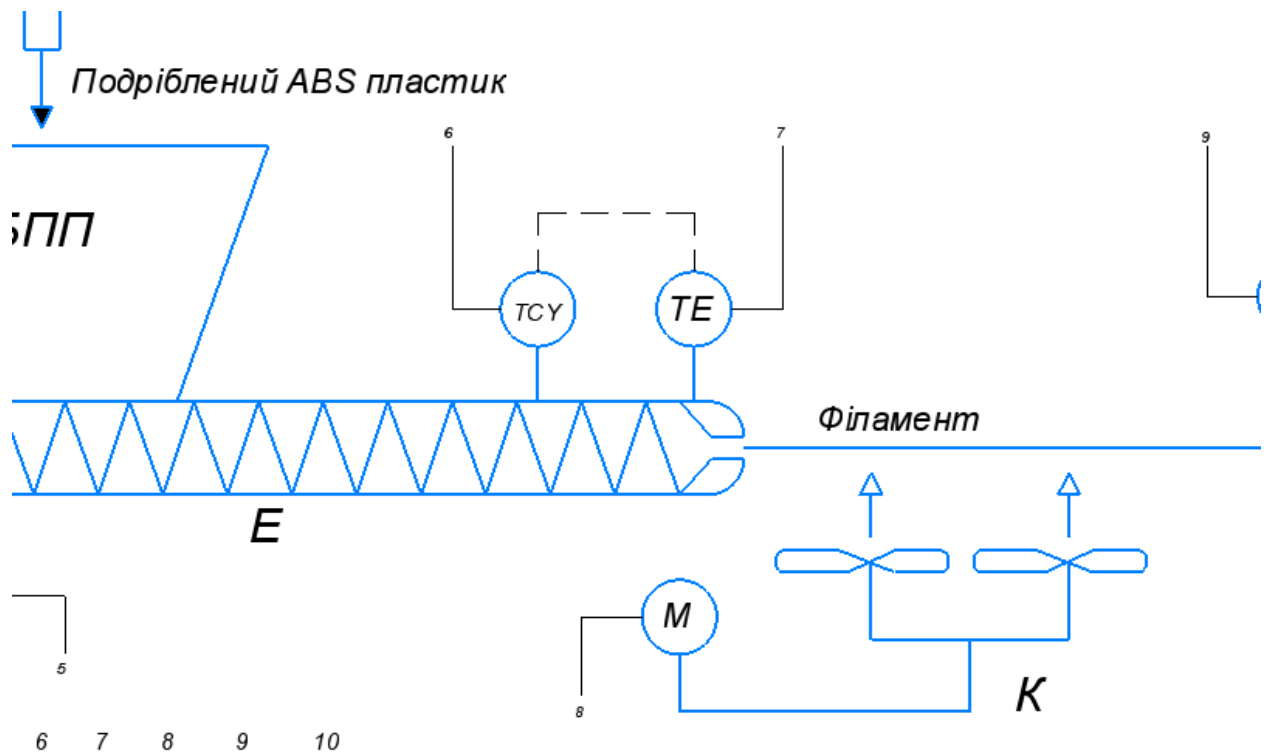 Подріблений ABS пластик
6
7
9
БПП
TCY
TE
Філамент
E
M
5
8
К
6 7 8 9 10